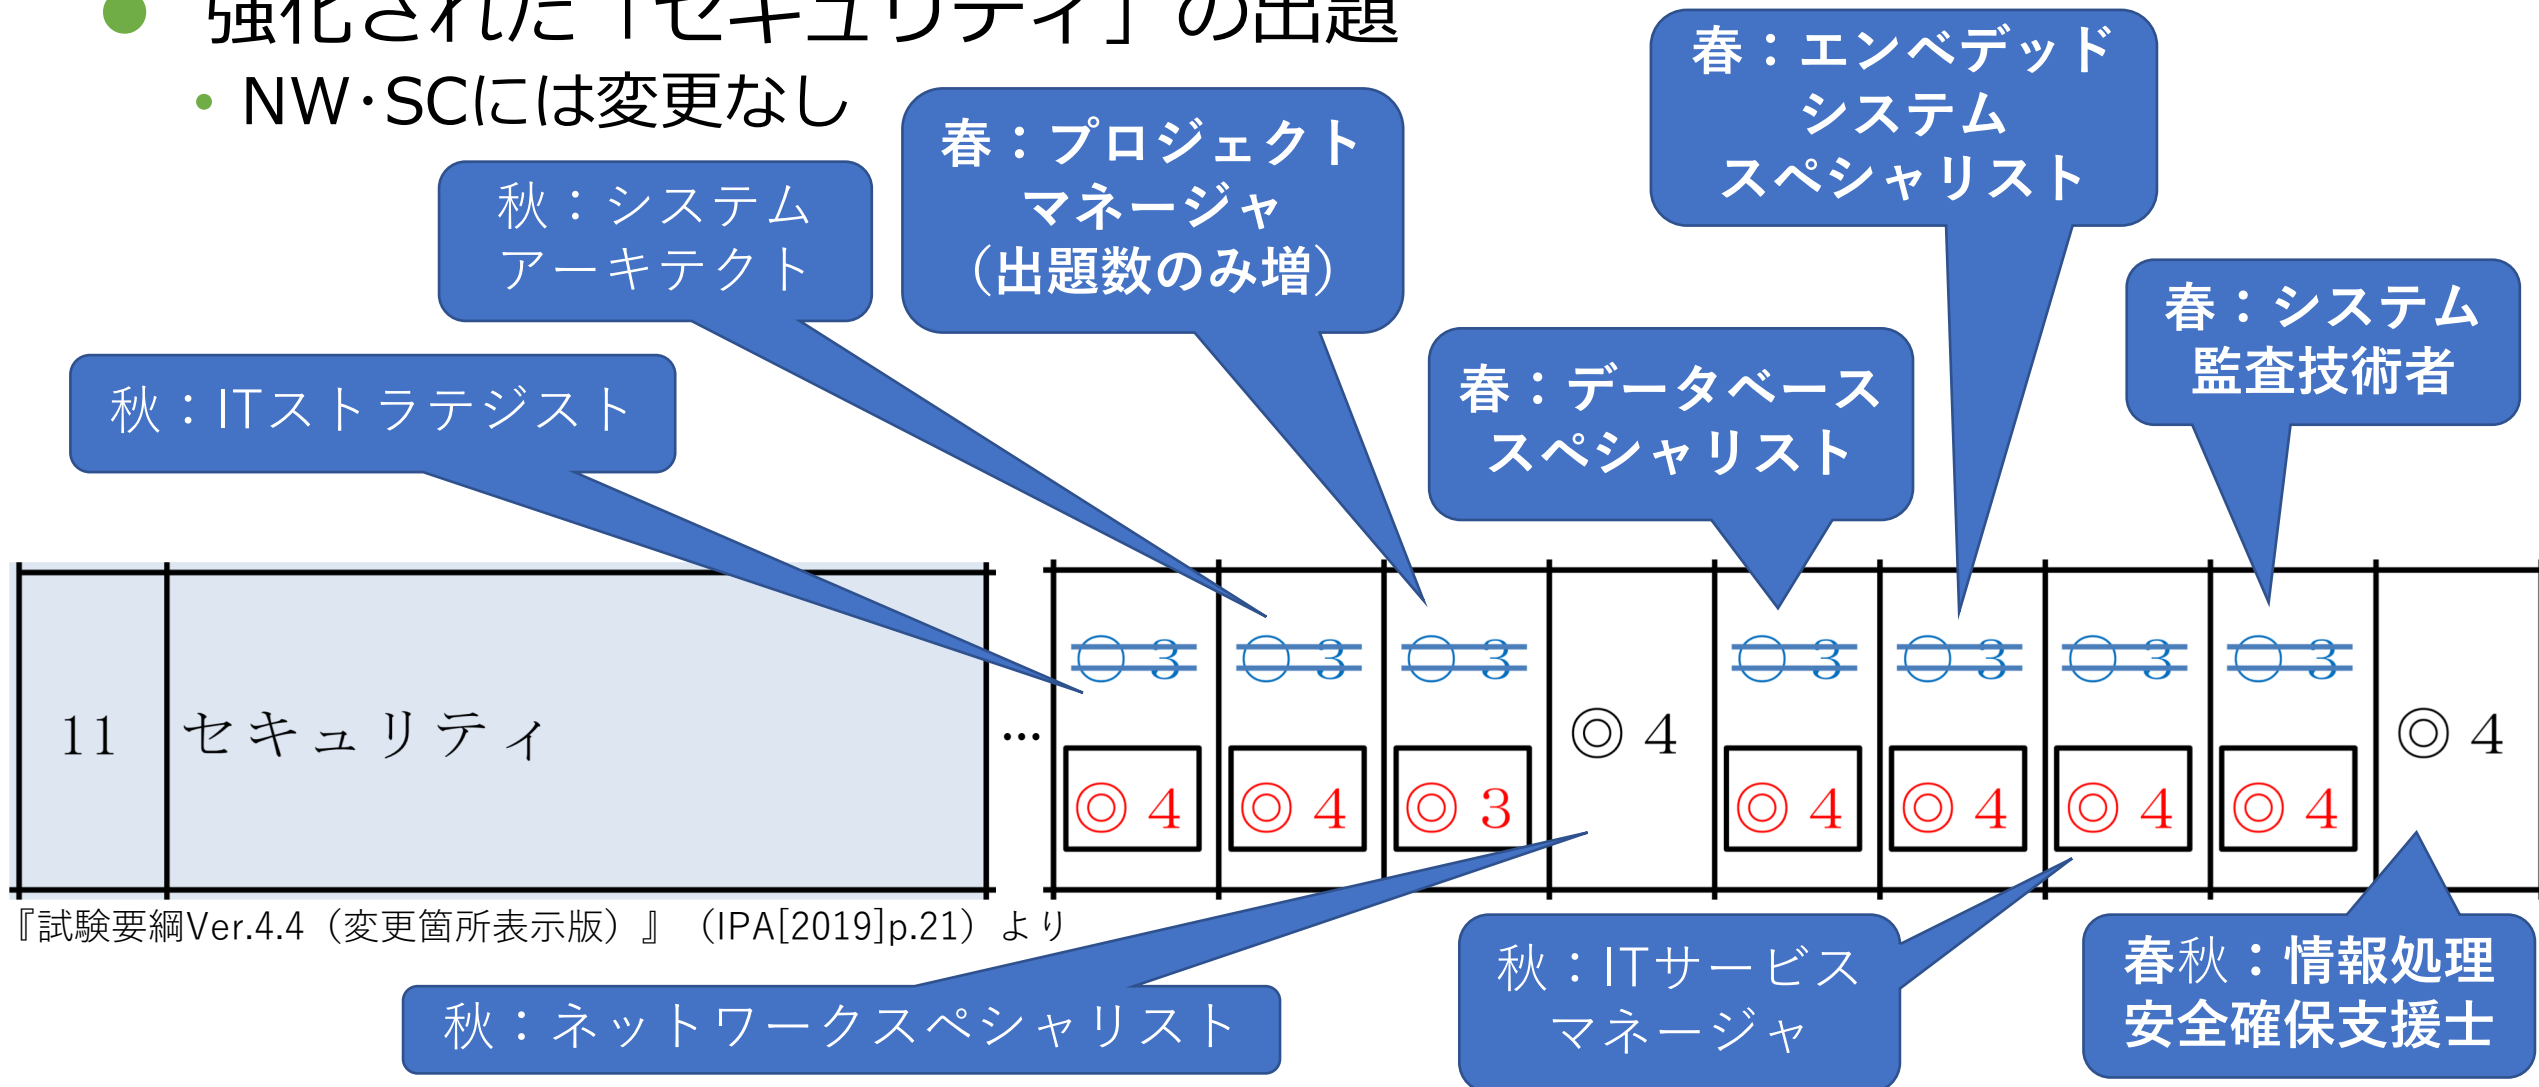 強化された「セキュリティ」の出題
・NW・SCには変更なし
春：エンベデッド
システム
スペシャリスト
春：プロジェクト
マネージャ
（出題数のみ増）
秋：システム
アーキテクト
春：システム
監査技術者
春：データベース
スペシャリスト
秋：ITストラテジスト
11 セキュリティ … ○3 ○3 ○3 ◎4 ○3 ○3 ○3 ○3 ◎4
◎4 ◎4 ◎3 ◎4 ◎4 ◎4 ◎4
『試験要綱Ver.4.4（変更箇所表示版）』（IPA[2019]p.21）より
秋：ネットワークスペシャリスト
秋：ITサービス
マネージャ
春秋：情報処理
安全確保支援士